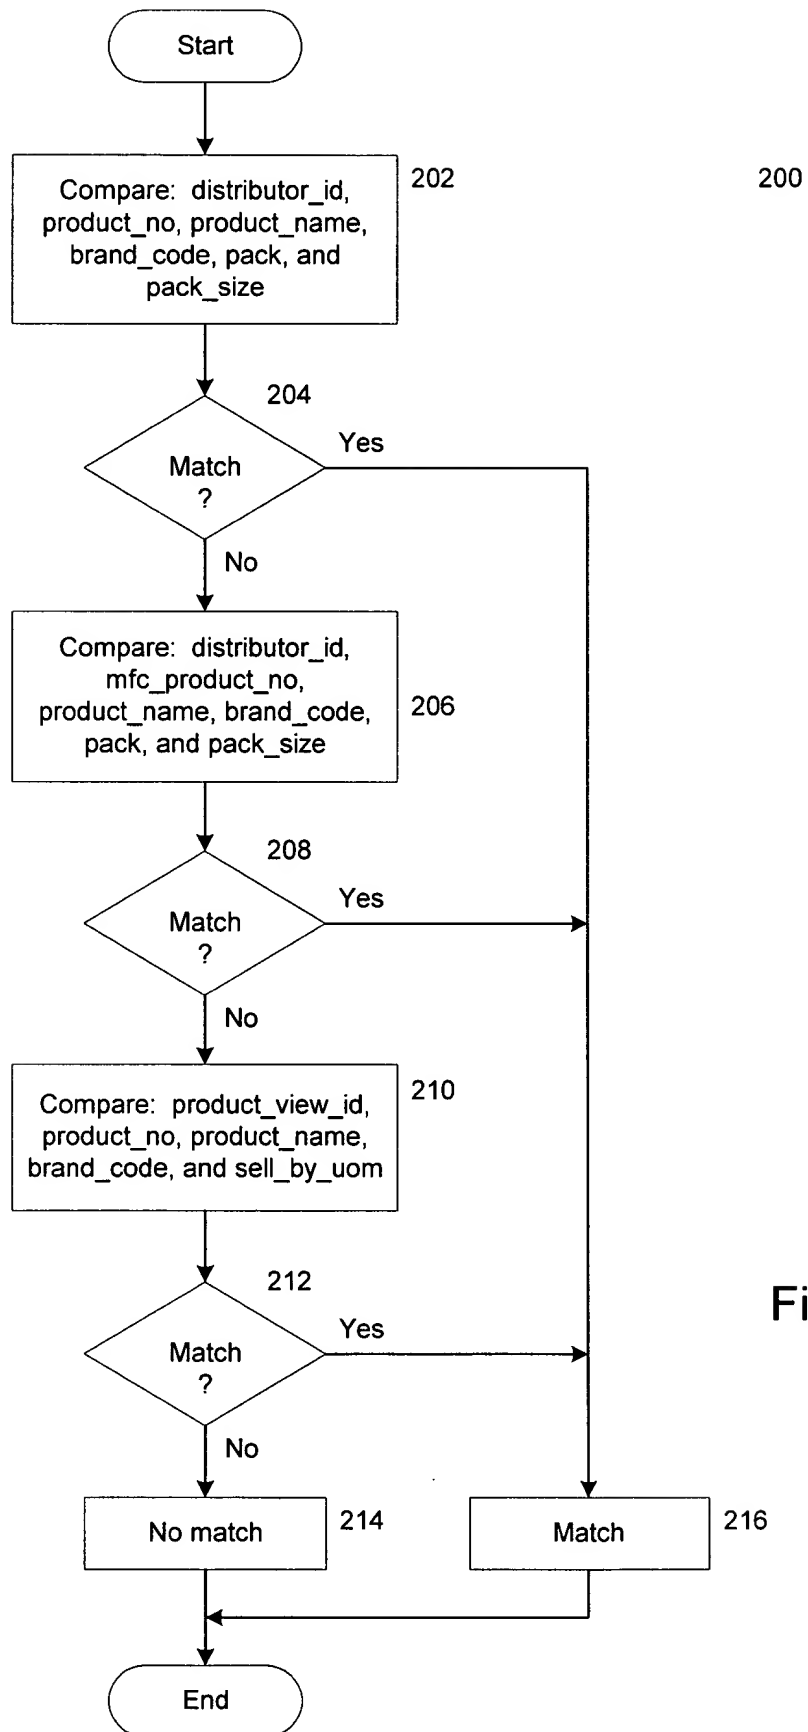 Start
Compare: distributor_id,
product_no, product_name,
brand_code, pack, and
pack_size
202
200
204
Match
?
Yes
No
Compare: distributor_id,
mfc_product_no,
product_name, brand_code,
pack, and pack_size
206
208
Match
?
Yes
No
Compare: product_view_id,
product_no, product_name,
brand_code, and sell_by_uom
210
212
Match
?
Yes
Fi
No
No match
214
Match
216
End